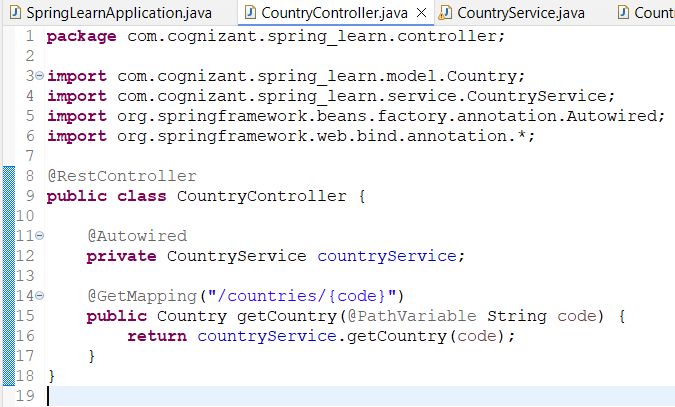 SpringLearnApplication.java CountryController.java CountryService.java Count
1 package com.cognizant.spring_learn.controller;
2
3 import com.cognizant.spring_learn.model.Country;
4 import com.cognizant.spring_learn.service.CountryService;
5 import org.springframework.beans.factory.annotation.Autowired;
6 import org.springframework.web.bind.annotation.*;
7
8 @RestController
9 public class CountryController {
10
11     @Autowired
12     private CountryService countryService;
13
14     @GetMapping("/countries/{code}")
15     public Country getCountry(@PathVariable String code) {
16         return countryService.getCountry(code);
17     }
18 }
19